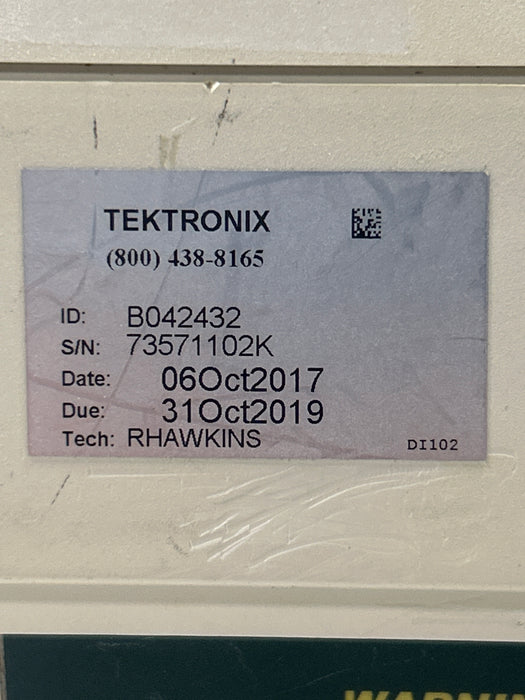 TEKTRONIX
(800) 438-8165
ID: B042432
S/N: 73571102K
Date: 06Oct2017
Due: 31Oct2019
Tech: RHAWKINS
DI102